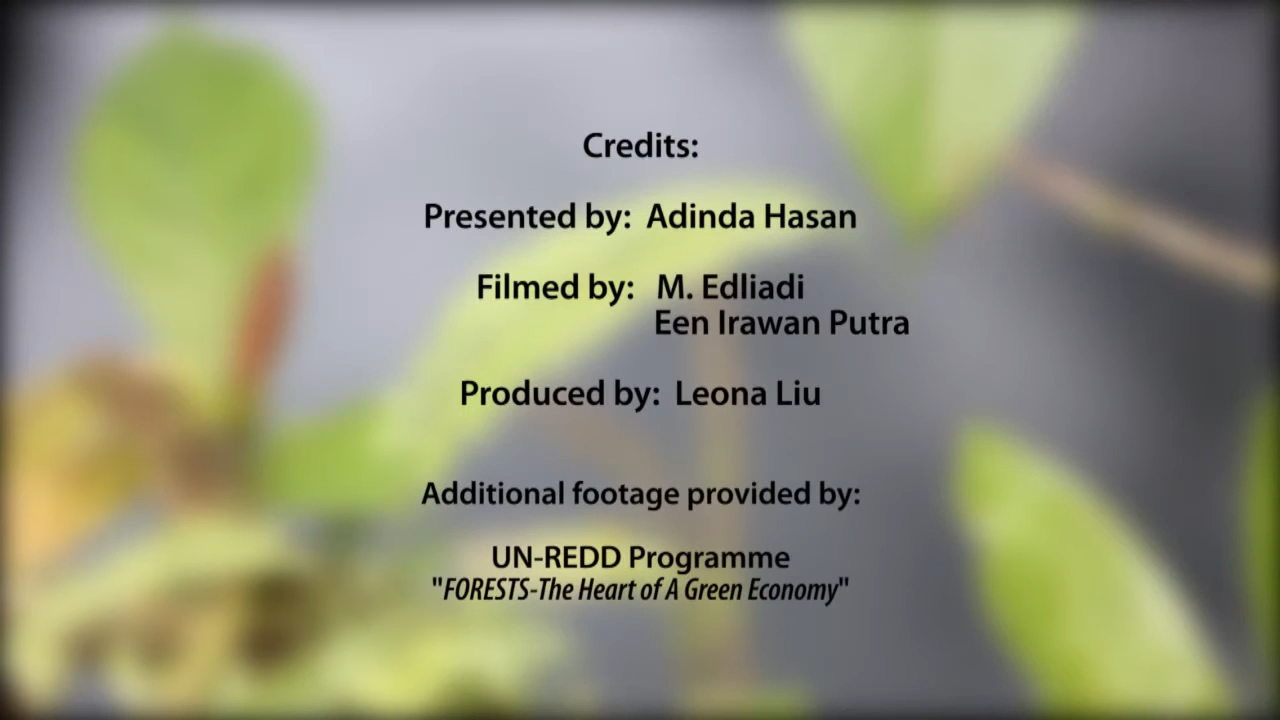 Credits:
Presented by: Adinda Hasan
Filmed by: M. Edliadi
Een Irawan Putra
Produced by: Leona Liu
Additional footage provided by:
UN-REDD Programme
"FORESTS-The Heart of A Green Economy"